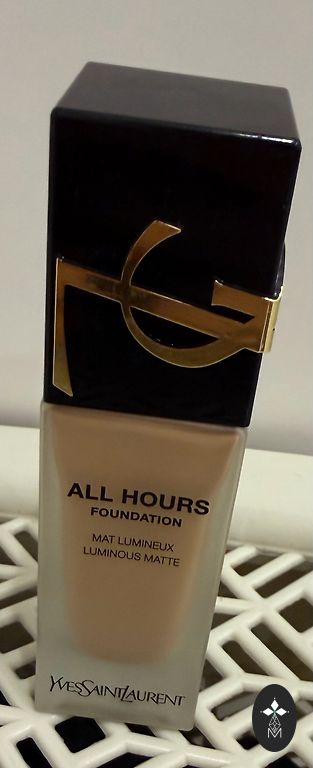 ALL HOURS
FOUNDATION
MAT LUMINEUX
LUMINOUS MATTE
YVESSAINTLAURENT
M